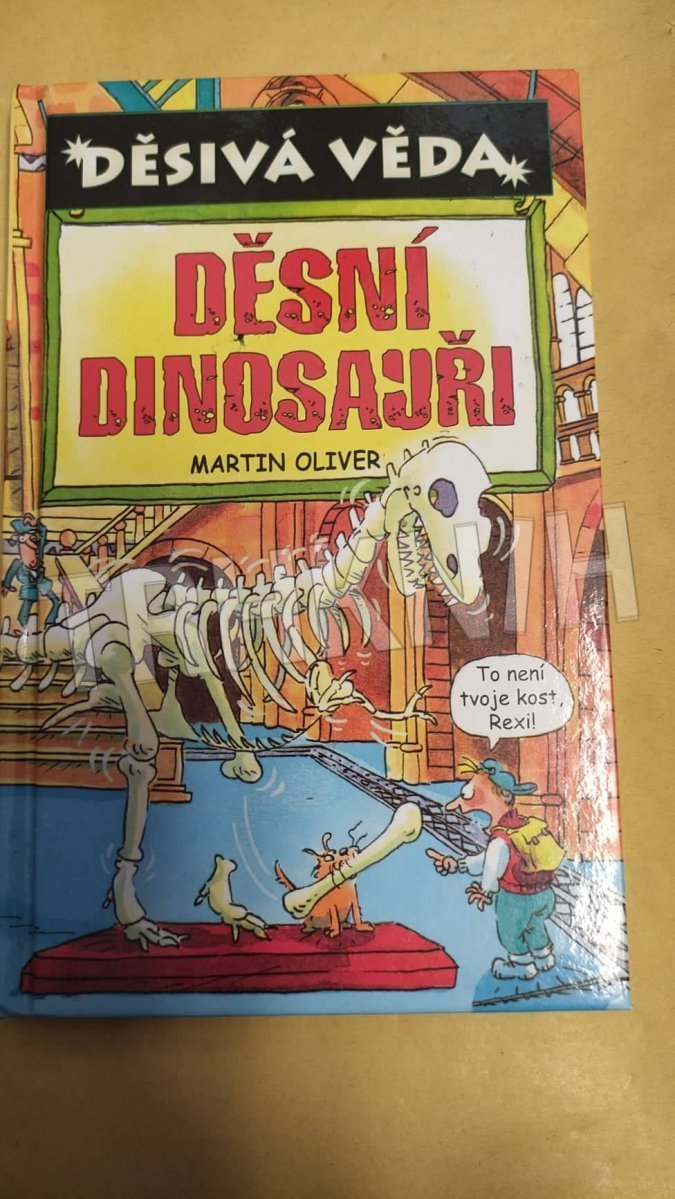 DĚSIVÁ VĚDA
DĚSNÍ
DINOSAUŘI
MARTIN OLIVER
To není
tvoje kost,
Rexi!